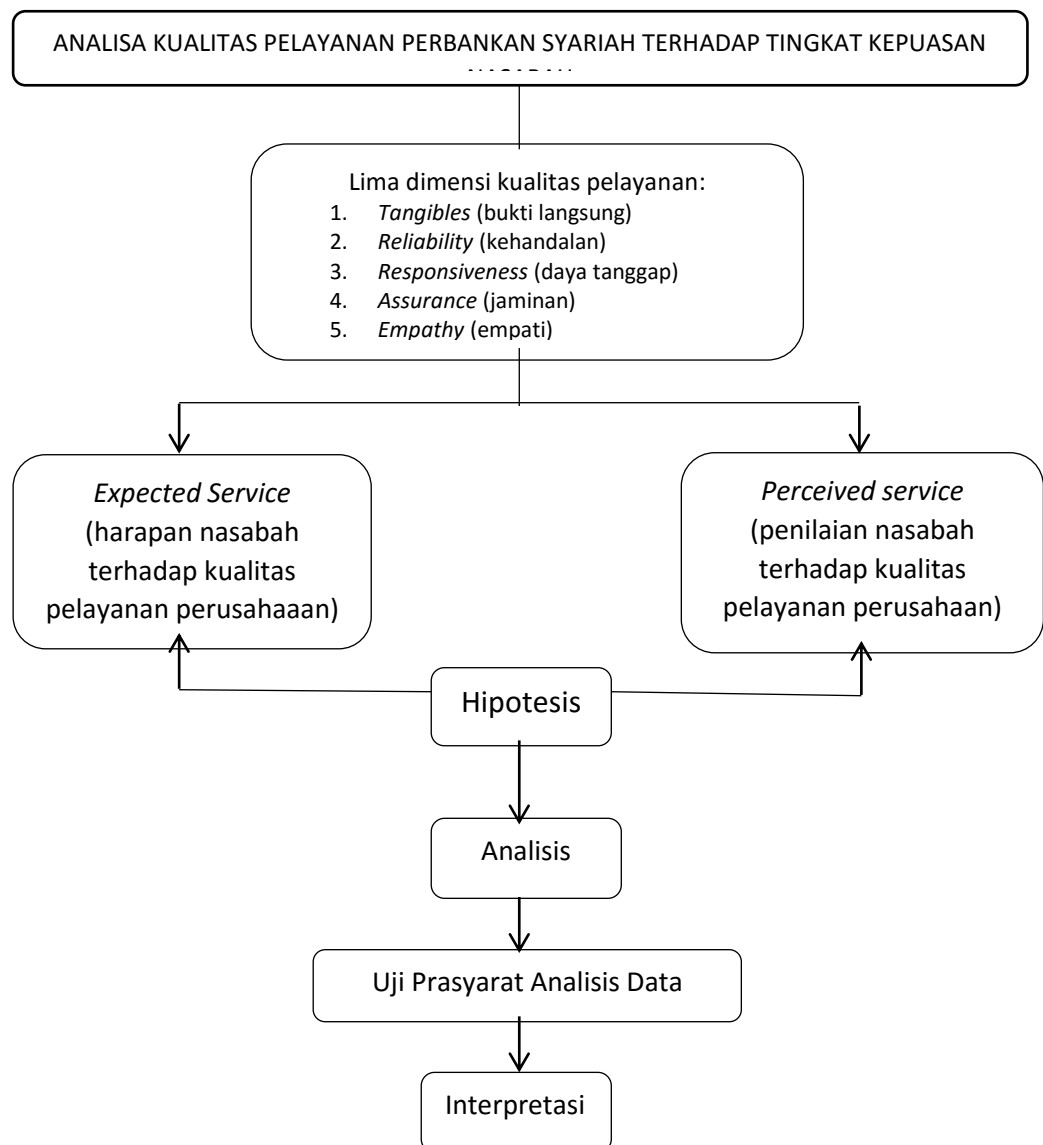 ANALISA KUALITAS PELAYANAN PERBANKAN SYARIAH TERHADAP TINGKAT KEPUASAN
Lima dimensi kualitas pelayanan:
1. Tangibles (bukti langsung)
2. Reliability (kehandalan)
3. Responsiveness (daya tanggap)
4. Assurance (jaminan)
5. Empathy (empati)
Expected Service
(harapan nasabah
terhadap kualitas
pelayanan perusahaaan)
Perceived service
(penilaian nasabah
terhadap kualitas
pelayanan perusahaan)
Hipotesis
Analisis
Uji Prasyarat Analisis Data
Interpretasi